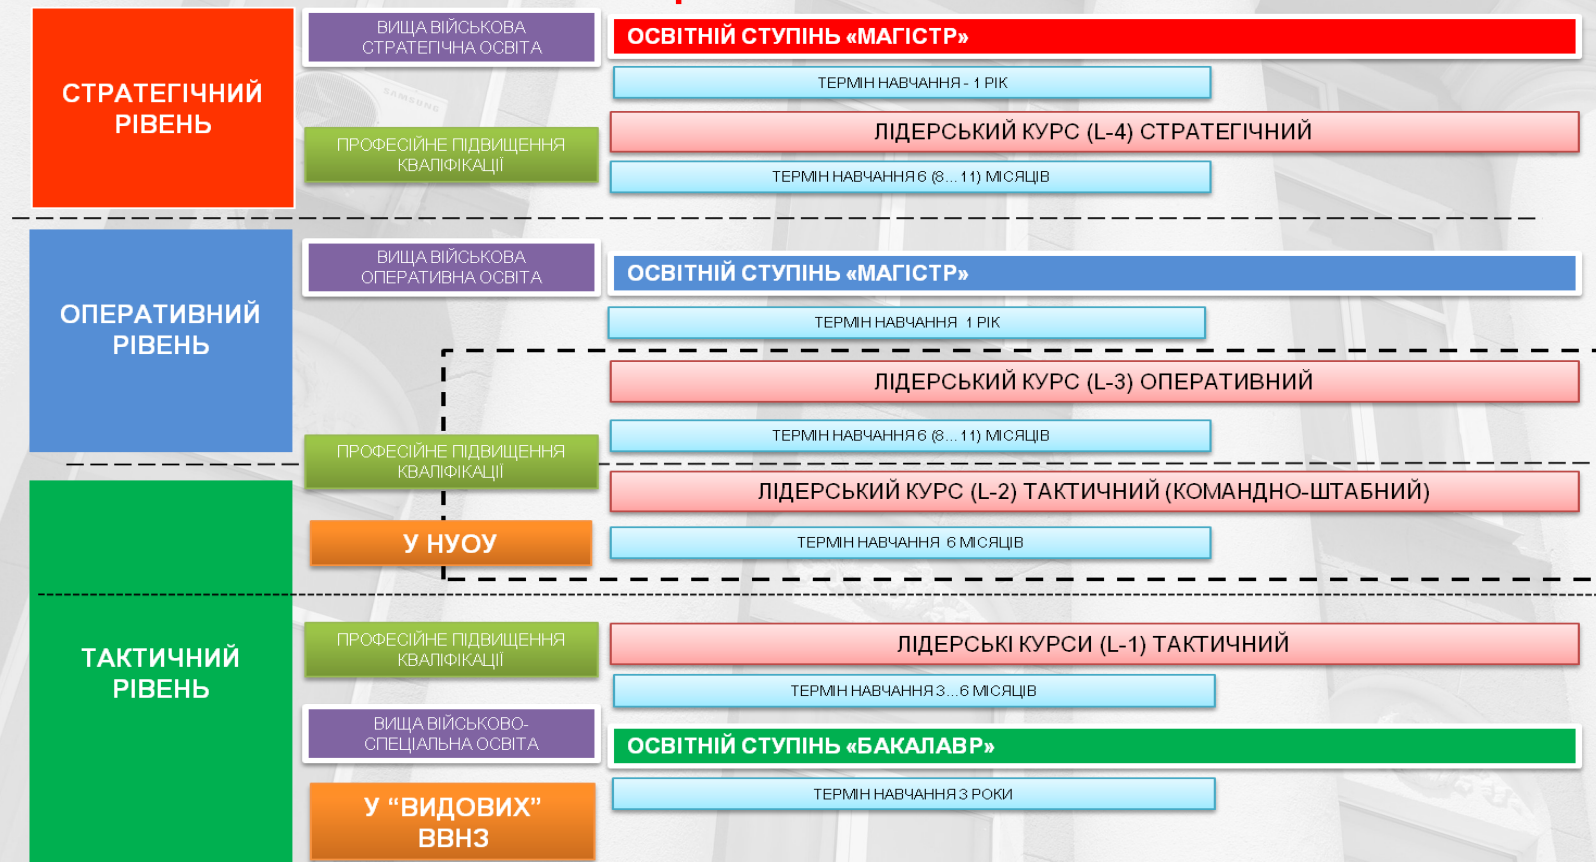 СТРАТЕГІЧНИЙ
РІВЕНЬ
ВИЩА ВІЙСЬКОВА
СТРАТЕГІЧНА ОСВІТА
ОСВІТНІЙ СТУПІНЬ «МАГІСТР»
ТЕРМІН НАВЧАННЯ - 1 РІК
SAMSUNG
ПРОФЕСІЙНЕ ПІДВИЩЕННЯ
КВАЛІФІКАЦІЇ
ЛІДЕРСЬКИЙ КУРС (L-4) СТРАТЕГІЧНИЙ
ТЕРМІН НАВЧАННЯ 6 (8...11) МІСЯЦІВ
ОПЕРАТИВНИЙ
РІВЕНЬ
ВИЩА ВІЙСЬКОВА
ОПЕРАТИВНА ОСВІТА
ОСВІТНІЙ СТУПІНЬ «МАГІСТР»
ТЕРМІН НАВЧАННЯ 1 РІК
ЛІДЕРСЬКИЙ КУРС (L-3) ОПЕРАТИВНИЙ
ТЕРМІН НАВЧАННЯ 6 (8...11) МІСЯЦІВ
ПРОФЕСІЙНЕ ПІДВИЩЕННЯ
КВАЛІФІКАЦІЇ
ЛІДЕРСЬКИЙ КУРС (L-2) ТАКТИЧНИЙ (КОМАНДНО-ШТАБНИЙ)
У НУОУ
ТЕРМІН НАВЧАННЯ 6 МІСЯЦІВ
ТАКТИЧНИЙ
РІВЕНЬ
ПРОФЕСІЙНЕ ПІДВИЩЕННЯ
КВАЛІФІКАЦІЇ
ЛІДЕРСЬКІ КУРСИ (L-1) ТАКТИЧНИЙ
ТЕРМІН НАВЧАННЯ 3...6 МІСЯЦІВ
ВИЩА ВІЙСЬКОВО-
СПЕЦІАЛЬНА ОСВІТА
ОСВІТНІЙ СТУПІНЬ «БАКАЛАВР»
ТЕРМІН НАВЧАННЯ 3 РОКИ
У “ВИДОВИХ”
ВВНЗ